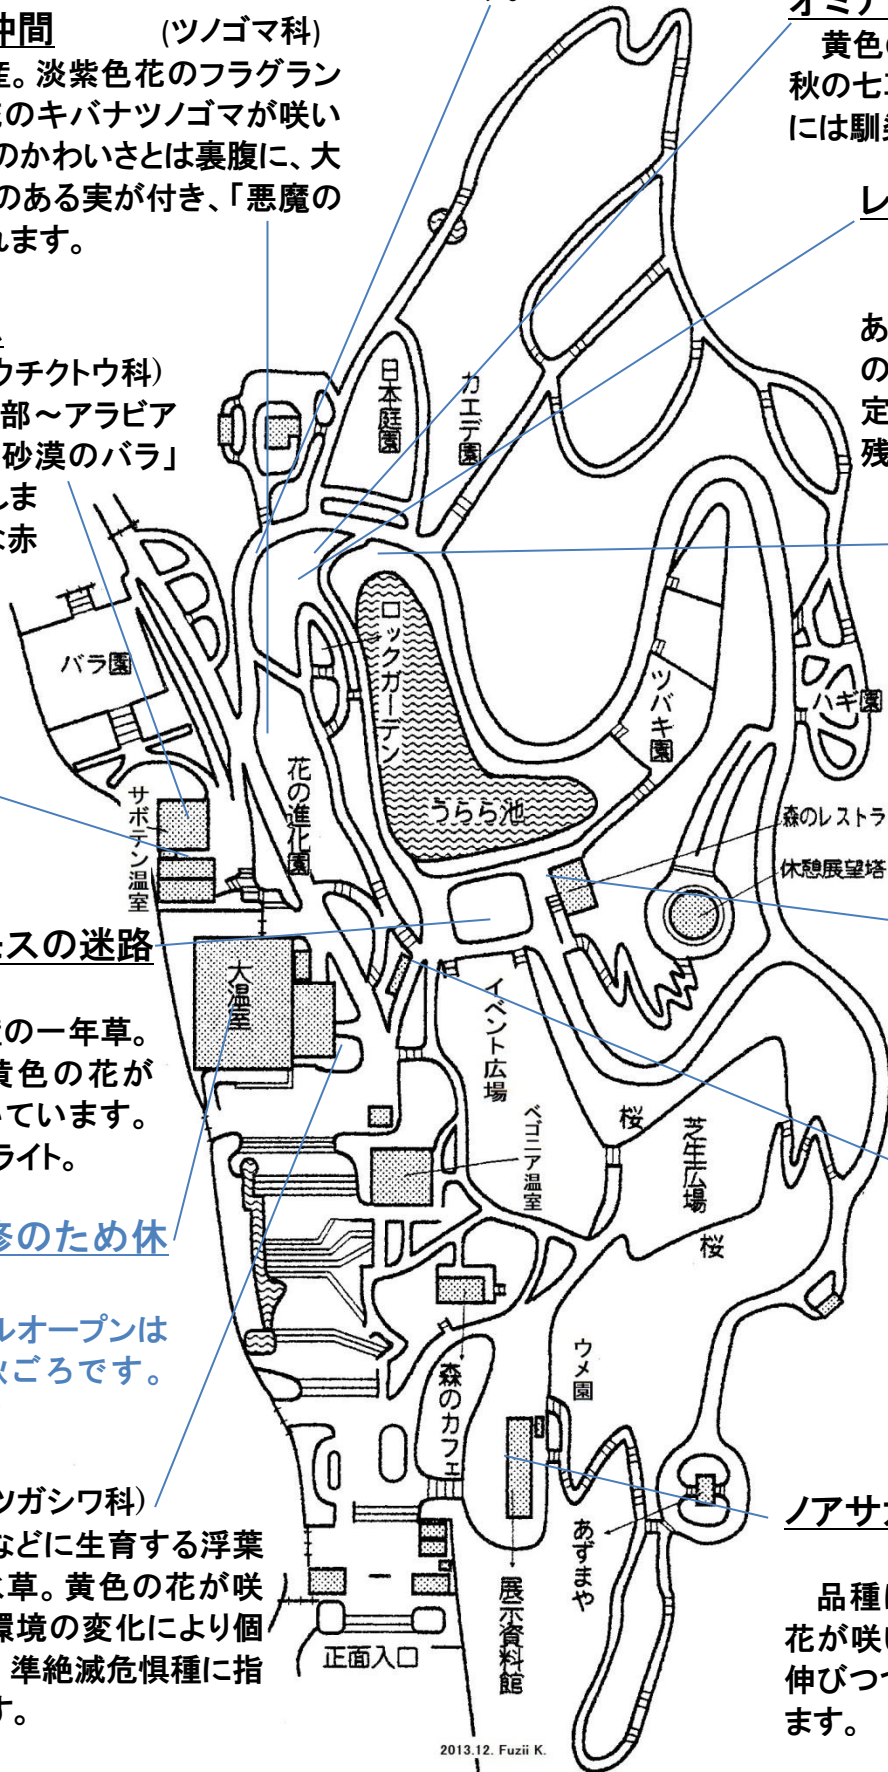 仲間　(ツノゴマ科)
産。淡紫色花のフラグラン
花のキバナツノゴマが咲い
のかわいさとは裏腹に、大
のある実が付き、「悪魔の
れます。
ウチクトウ科)
部～アラビア
砂漠のバラ」
しま
な赤
モスの迷路
の一年草。
黄色の花が
いています。
ライト。
修のため休
ルオープンは
秋ごろです。
ツガシワ科)
などに生育する浮葉
水草。黄色の花が咲
環境の変化により個
準絶滅危惧種に指
す。
黄色の
秋の七
には馴染
レ
あ
の
定
残
ノアサガ
品種に
花が咲い
伸びつつ
ます。
日本庭園
カエデ園
バラ園
ロックガーデン
ツバキ園
ハギ園
花の進化園
うらら池
サボテン温室
森のレストラ
休憩展望塔
大温室
イベント広場
ベゴニア温室
桜
芝生広場
桜
ウメ園
森のカフェ
あずまや
展示資料館
正面入口
2013.12. Fuzii K.